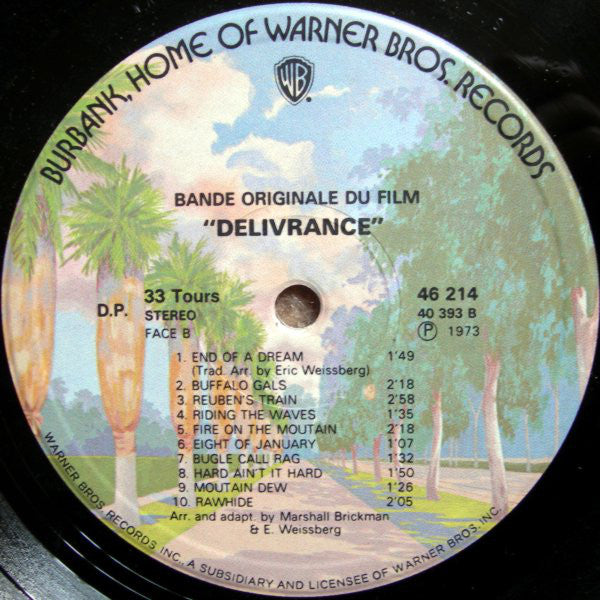 BURBANK, HOME OF WARNER BROS. RECORDS
WB
BANDE ORIGINALE DU FILM
"DELIVRANCE"
D.P.
33 Tours
STEREO
FACE B
46 214
40 393 B
℗ 1973
1. END OF A DREAM 1'49
(Trad. Arr. by Eric Weissberg)
2. BUFFALO GALS 2'18
3. REUBEN'S TRAIN 2'58
4. RIDING THE WAVES 1'35
5. FIRE ON THE MOUTAIN 2'18
6. EIGHT OF JANUARY 1'07
7. BUGLE CALL RAG 1'32
8. HARD AIN'T IT HARD 1'50
9. MOUTAIN DEW 1'26
10. RAWHIDE 2'05
Arr. and adapt. by Marshall Brickman
& E. Weissberg
WARNER BROS. RECORDS INC., A SUBSIDIARY AND LICENSEE OF WARNER BROS. INC.